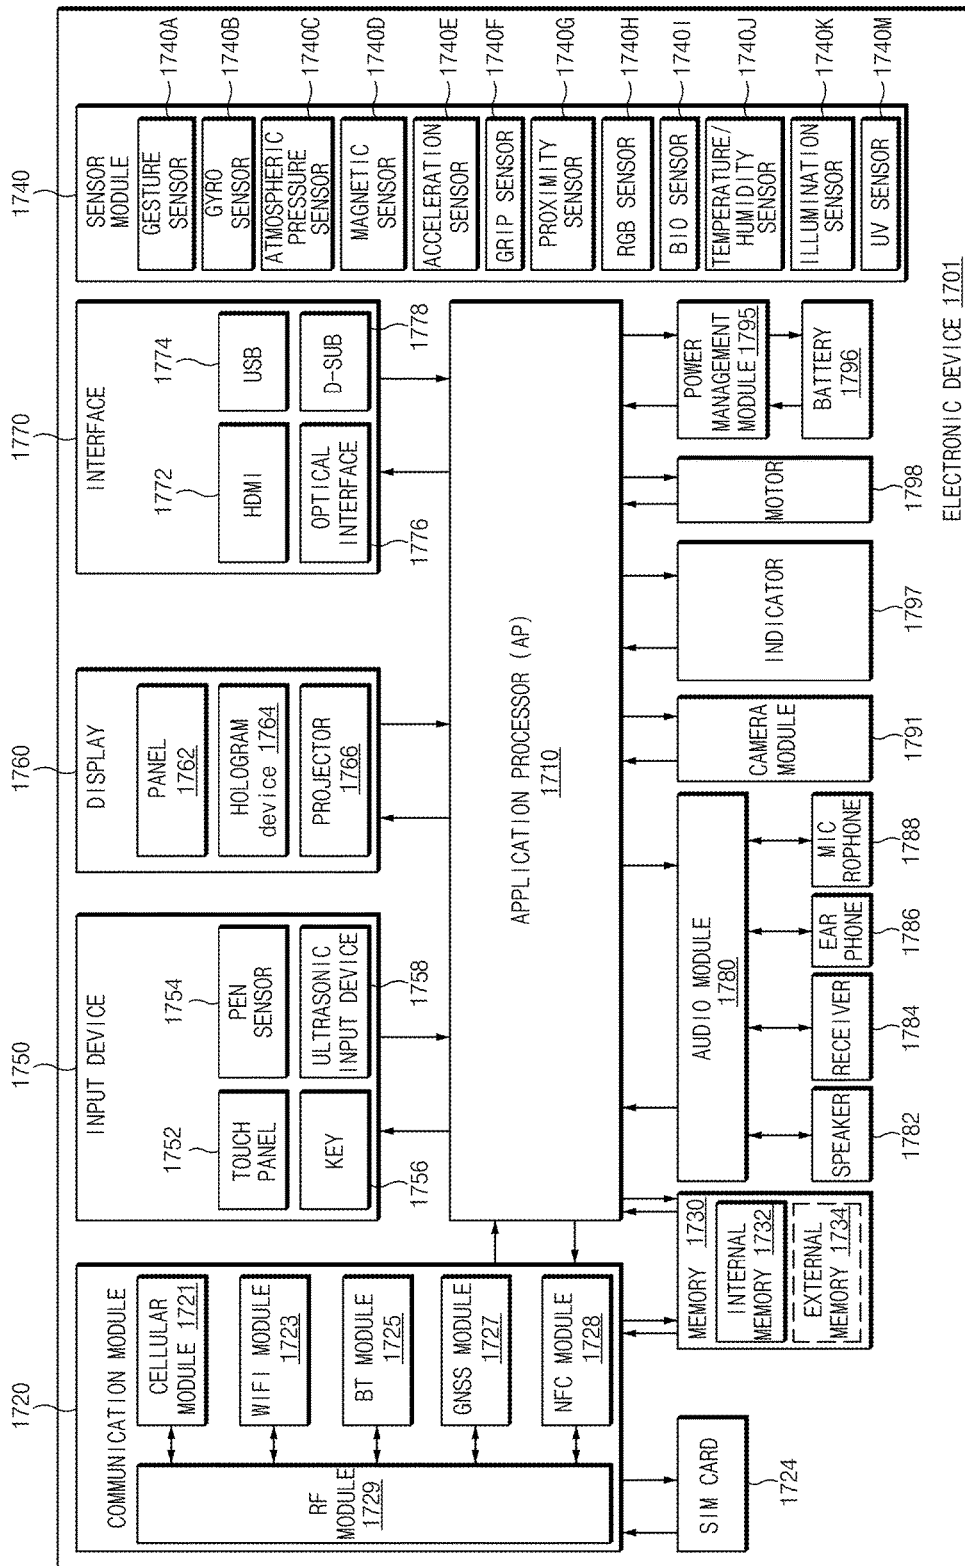 ELECTRONIC DEVICE 1701
1720
COMMUNICATION MODULE
CELLULAR
MODULE 1721
WIFI MODULE
1723
BT MODULE
1725
GNSS MODULE
1727
NFC MODULE
1728
RF
MODULE
1729
SIM CARD
1724
1750
INPUT DEVICE
1752
TOUCH
PANEL
1754
PEN
SENSOR
KEY
1756
ULTRASONIC
INPUT DEVICE
1758
1760
DISPLAY
PANEL
1762
HOLOGRAM
device 1764
PROJECTOR
1766
1770
INTERFACE
1772
HDMI
1774
USB
OPTICAL
INTERFACE
1776
D-SUB
1778
1740
SENSOR
MODULE
GESTURE
SENSOR
1740A
GYRO
SENSOR
1740B
ATMOSPHERIC
PRESSURE
SENSOR
1740C
MAGNETIC
SENSOR
1740D
ACCELERATION
SENSOR
1740E
GRIP SENSOR
1740F
PROXIMITY
SENSOR
1740G
RGB SENSOR
1740H
BIO SENSOR
1740I
TEMPERATURE/
HUMIDITY
SENSOR
1740J
ILLUMINATION
SENSOR
1740K
UV SENSOR
1740M
APPLICATION PROCESSOR (AP)
1710
MEMORY 1730
INTERNAL
MEMORY 1732
EXTERNAL
MEMORY 1734
AUDIO MODULE
1780
SPEAKER
1782
RECEIVER
1784
EAR
PHONE
1786
MIC
ROPHONE
1788
CAMERA
MODULE
1791
INDICATOR
1797
MOTOR
1798
POWER
MANAGEMENT
MODULE 1795
BATTERY
1796